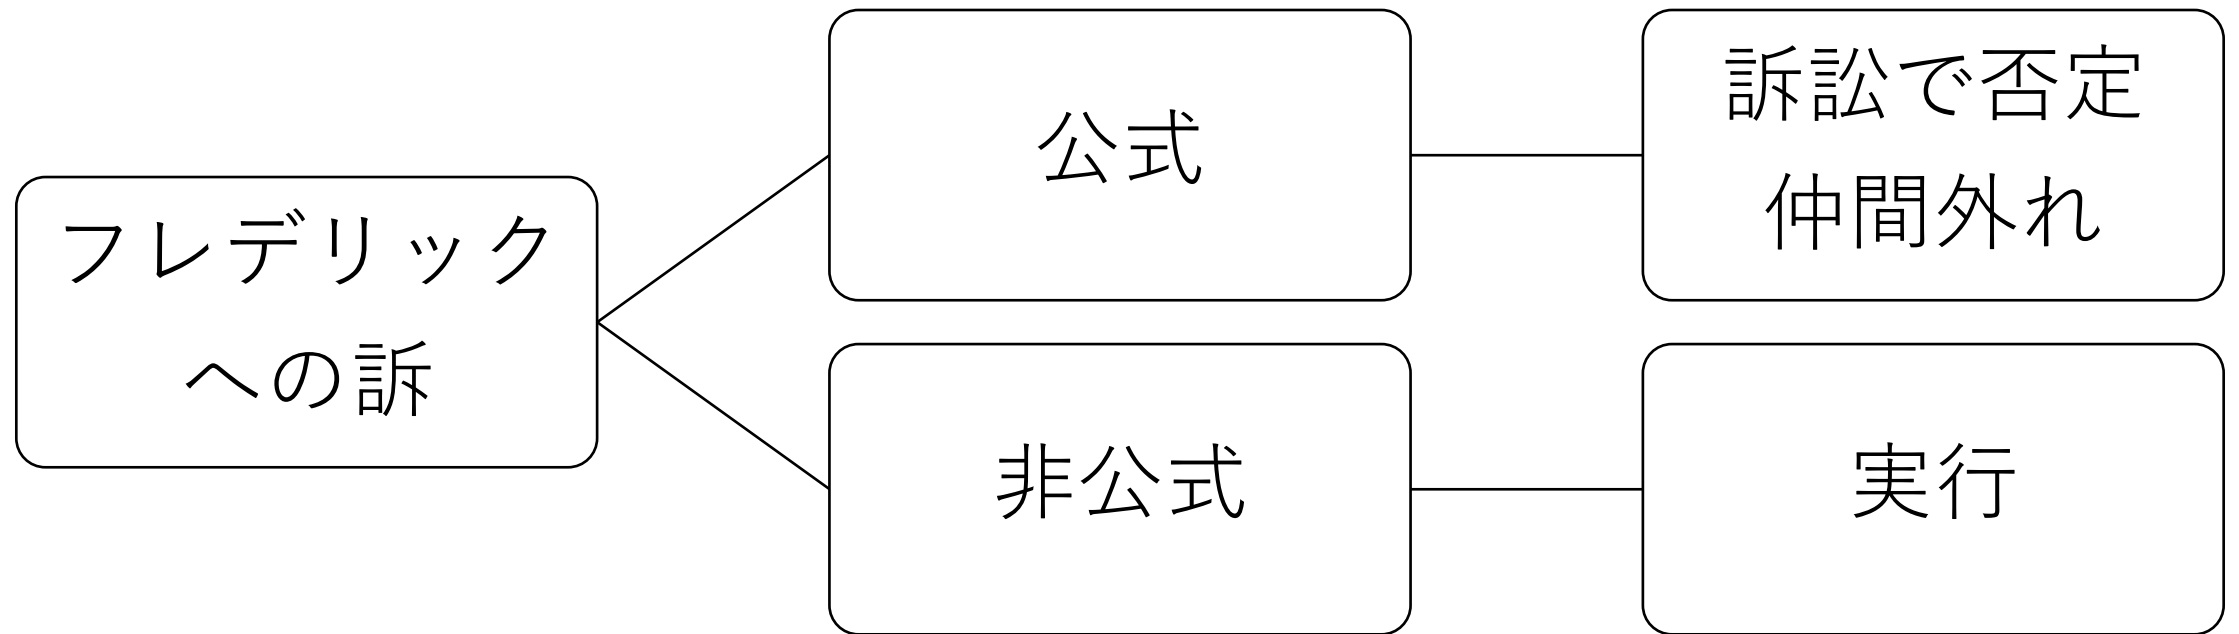 フレデリック
への訴
公式
訴訟で否定
仲間外れ
非公式
実行